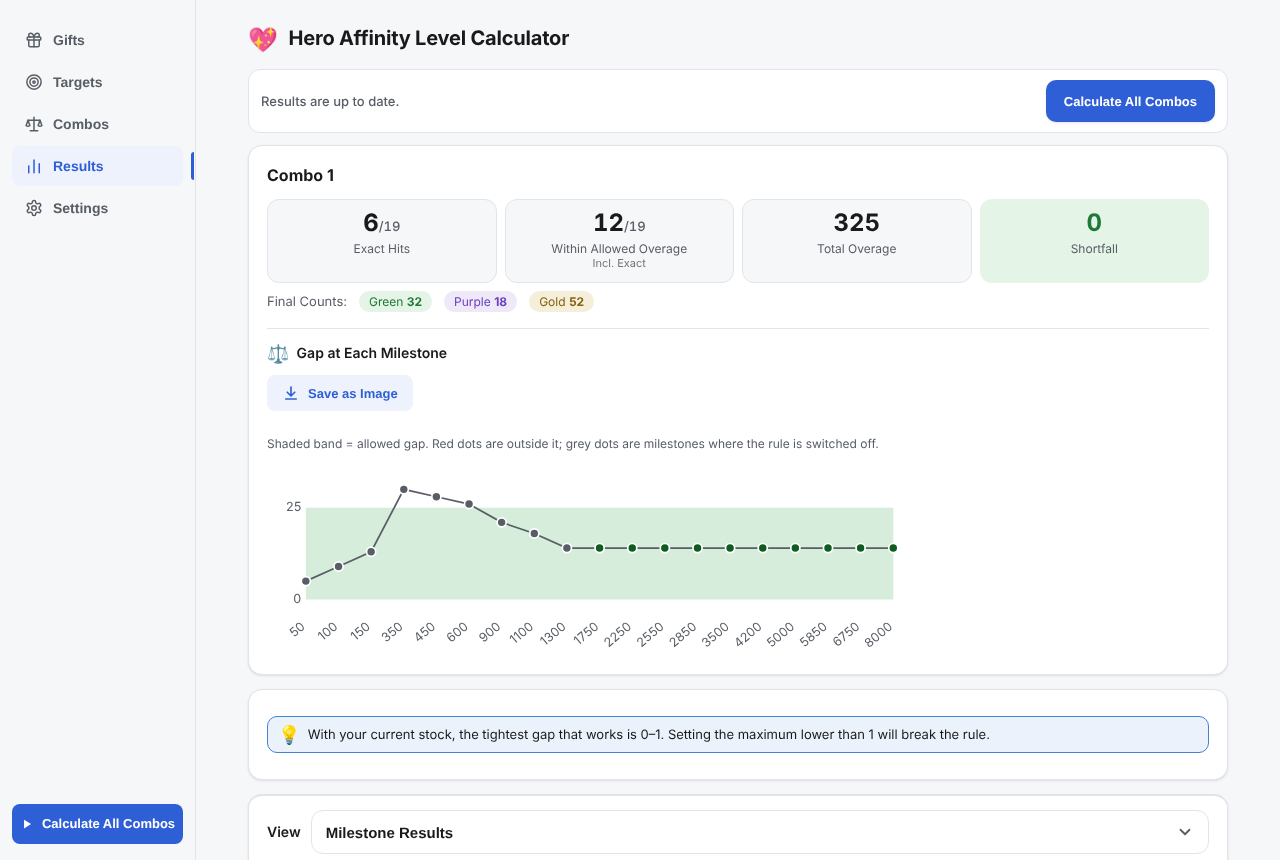 Gifts
Targets
Combos
Results
Settings
Calculate All Combos
Hero Affinity Level Calculator
Results are up to date.
Calculate All Combos
Combo 1
6/19
Exact Hits
12/19
Within Allowed Overage
Incl. Exact
325
Total Overage
0
Shortfall
Final Counts: Green 32 Purple 18 Gold 52
Gap at Each Milestone
Save as Image
Shaded band = allowed gap. Red dots are outside it; grey dots are milestones where the rule is switched off.
25
0
50 100 150 350 450 600 900 1100 1300 1750 2250 2550 2850 3500 4200 5000 5850 6750 8000
With your current stock, the tightest gap that works is 0–1. Setting the maximum lower than 1 will break the rule.
View Milestone Results